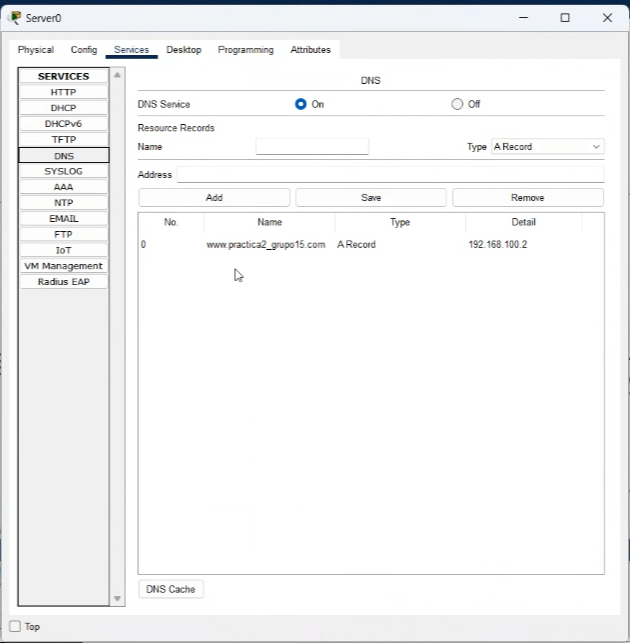 Server0
Physical Config Services Desktop Programming Attributes
SERVICES
HTTP
DHCP
DHCPv6
TFTP
DNS
SYSLOG
AAA
NTP
EMAIL
FTP
IoT
VM Management
Radius EAP
DNS
DNS Service On Off
Resource Records
Name Type A Record
Address
Add Save Remove
No. Name Type Detail
0 www.practica2_grupo15.com A Record 192.168.100.2
DNS Cache
Top